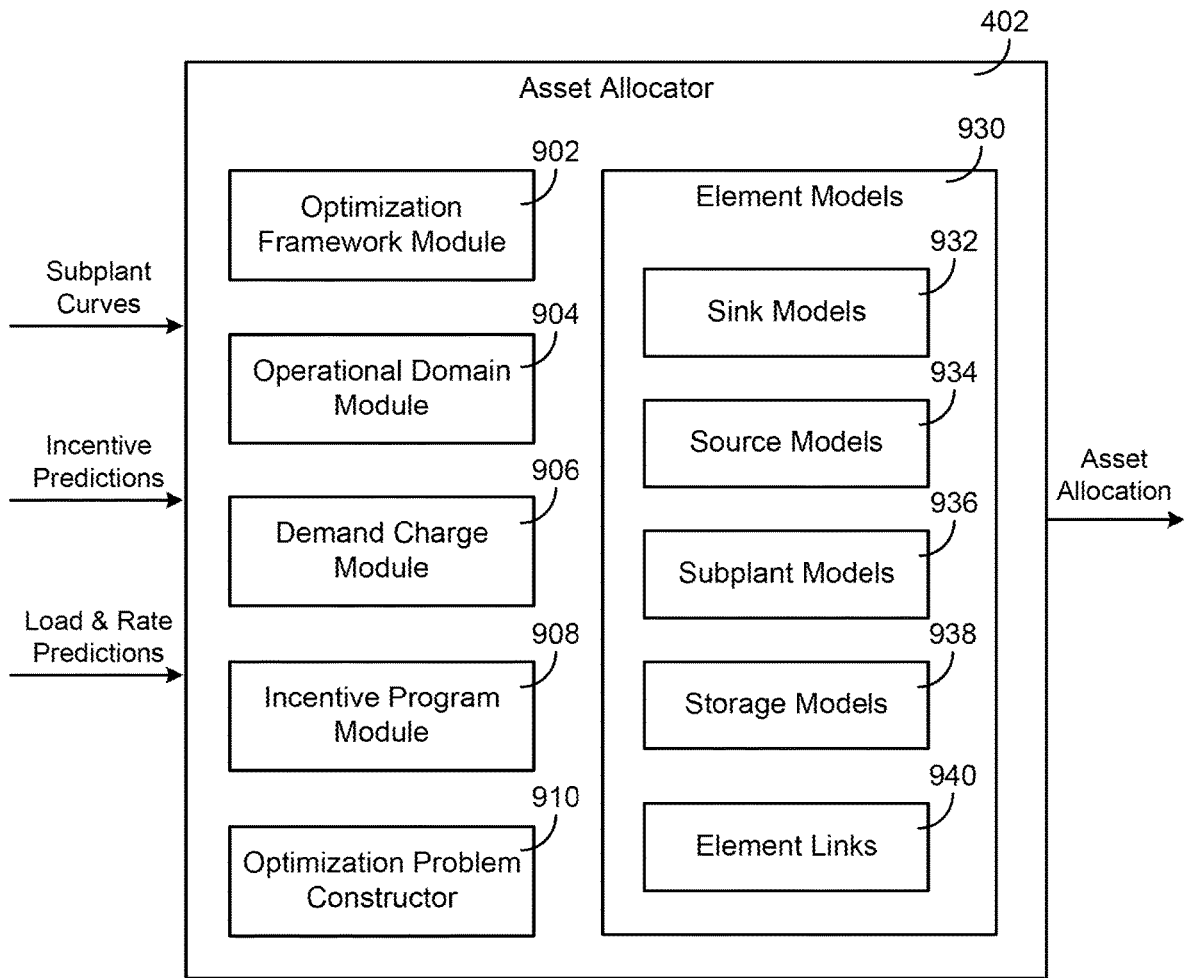 402
Asset Allocator
902
Optimization
Framework Module
904
Operational Domain
Module
906
Demand Charge
Module
908
Incentive Program
Module
910
Optimization Problem
Constructor
930
Element Models
932
Sink Models
934
Source Models
936
Subplant Models
938
Storage Models
940
Element Links
Subplant
Curves
Incentive
Predictions
Load & Rate
Predictions
Asset
Allocation